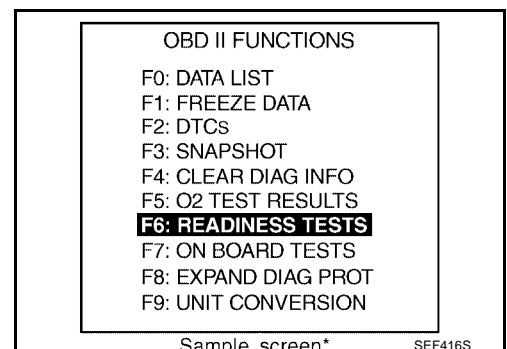 OBD II FUNCTIONS
F0: DATA LIST
F1: FREEZE DATA
F2: DTCs
F3: SNAPSHOT
F4: CLEAR DIAG INFO
F5: O2 TEST RESULTS
F6: READINESS TESTS
F7: ON BOARD TESTS
F8: EXPAND DIAG PROT
F9: UNIT CONVERSION
Sample screen*
SEF416S